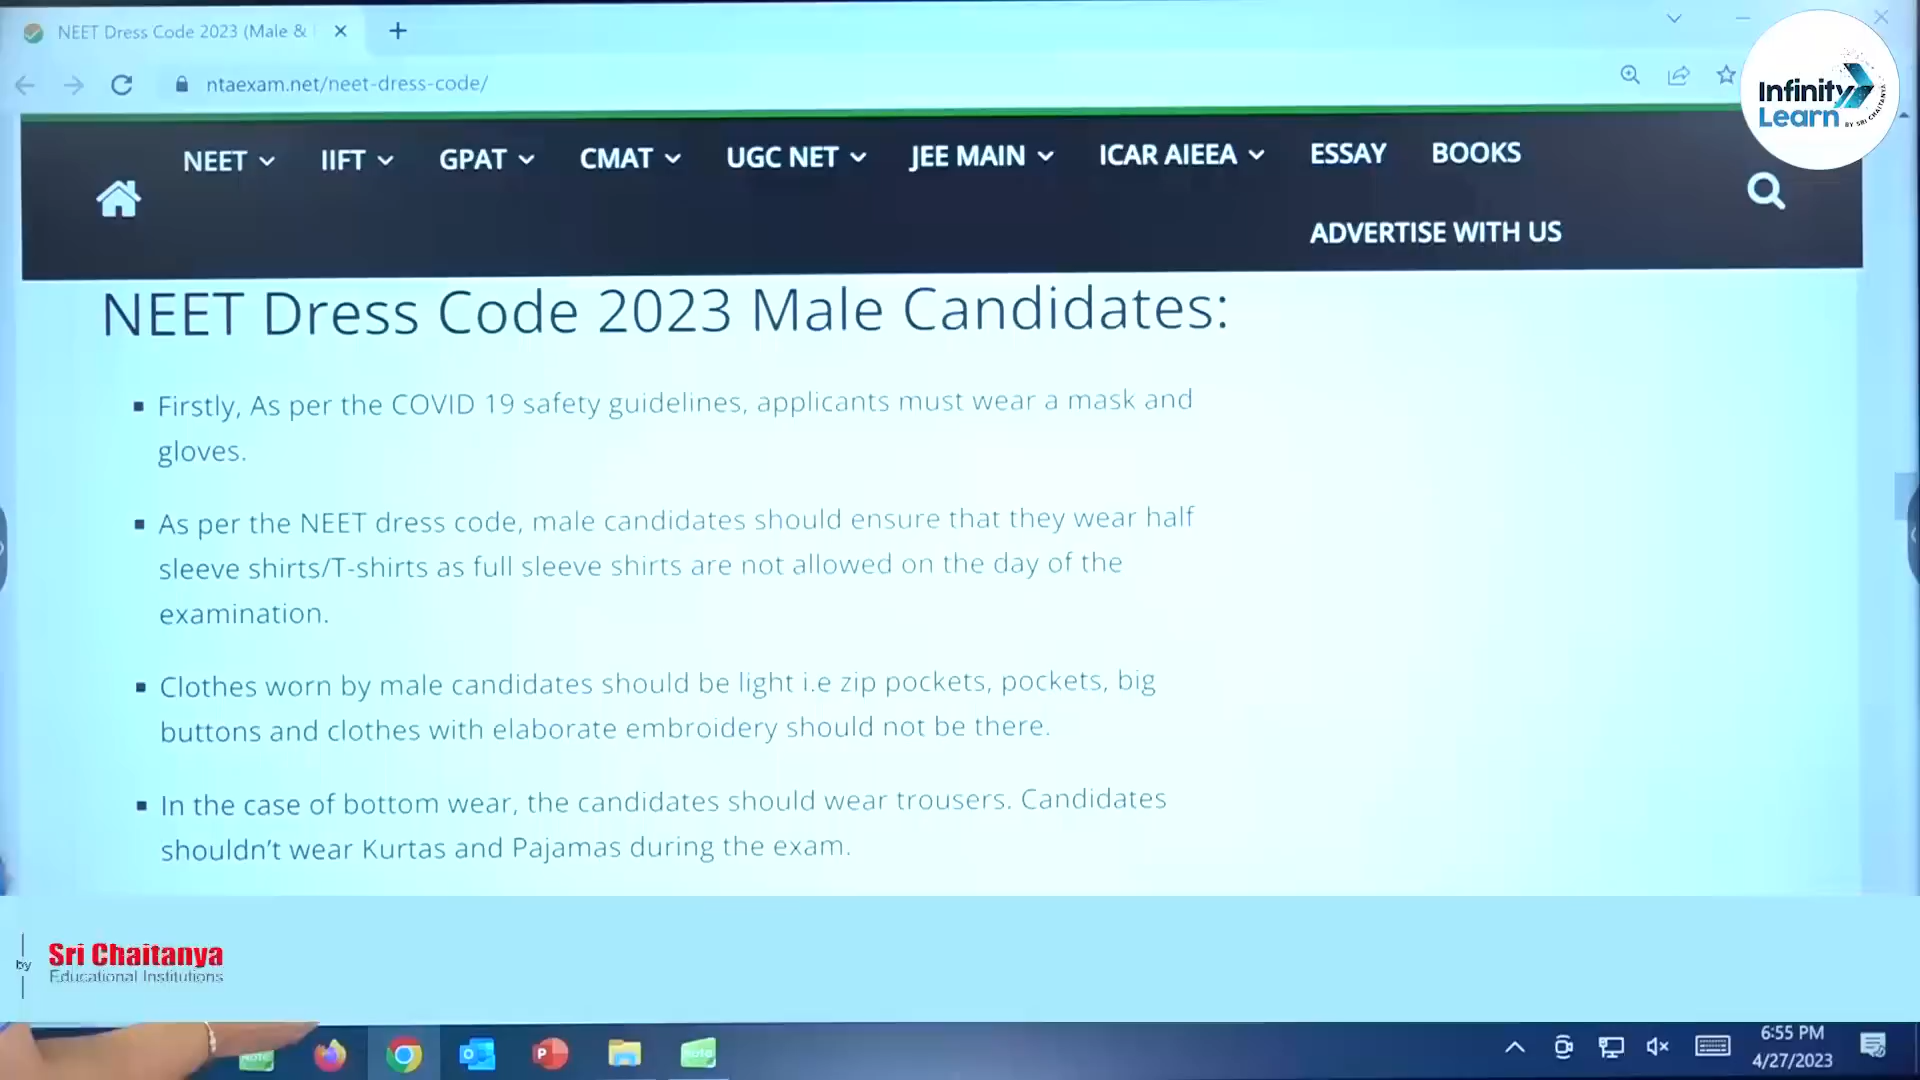 NEET Dress Code 2023 (Male &
ntaexam.net/neet-dress-code/
Infinity
Learn
BY SRI CHAITANYA
NEET IIFT GPAT CMAT UGC NET JEE MAIN ICAR AIEEA ESSAY BOOKS
ADVERTISE WITH US
NEET Dress Code 2023 Male Candidates:
Firstly, As per the COVID 19 safety guidelines, applicants must wear a mask and
gloves.
As per the NEET dress code, male candidates should ensure that they wear half
sleeve shirts/T-shirts as full sleeve shirts are not allowed on the day of the
examination.
Clothes worn by male candidates should be light i.e zip pockets, pockets, big
buttons and clothes with elaborate embroidery should not be there.
In the case of bottom wear, the candidates should wear trousers. Candidates
shouldn't wear Kurtas and Pajamas during the exam.
by
Sri Chaitanya
Educational Institutions
6:55 PM
4/27/2023